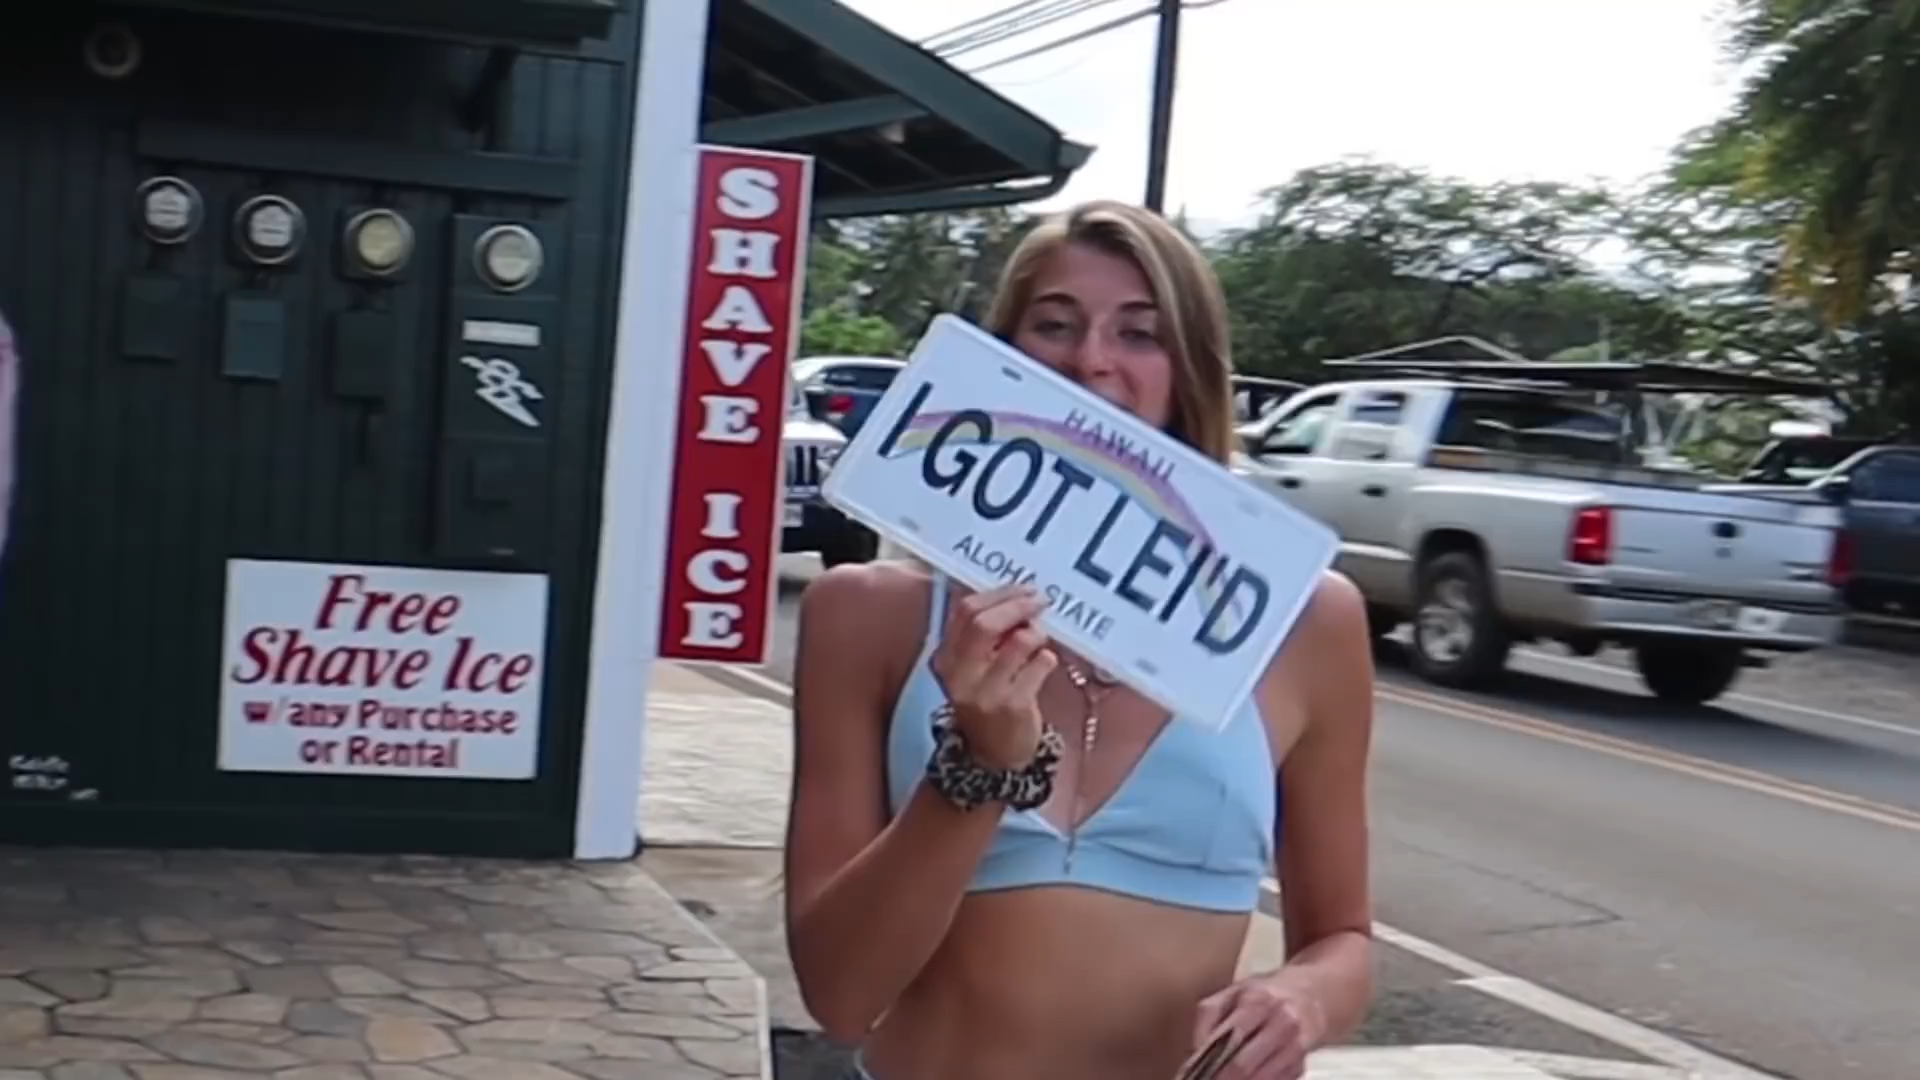 SHAVE ICE
HAWAII
I GOT LEI'D
ALOHA STATE
Free
Shave Ice
w/any Purchase
or Rental